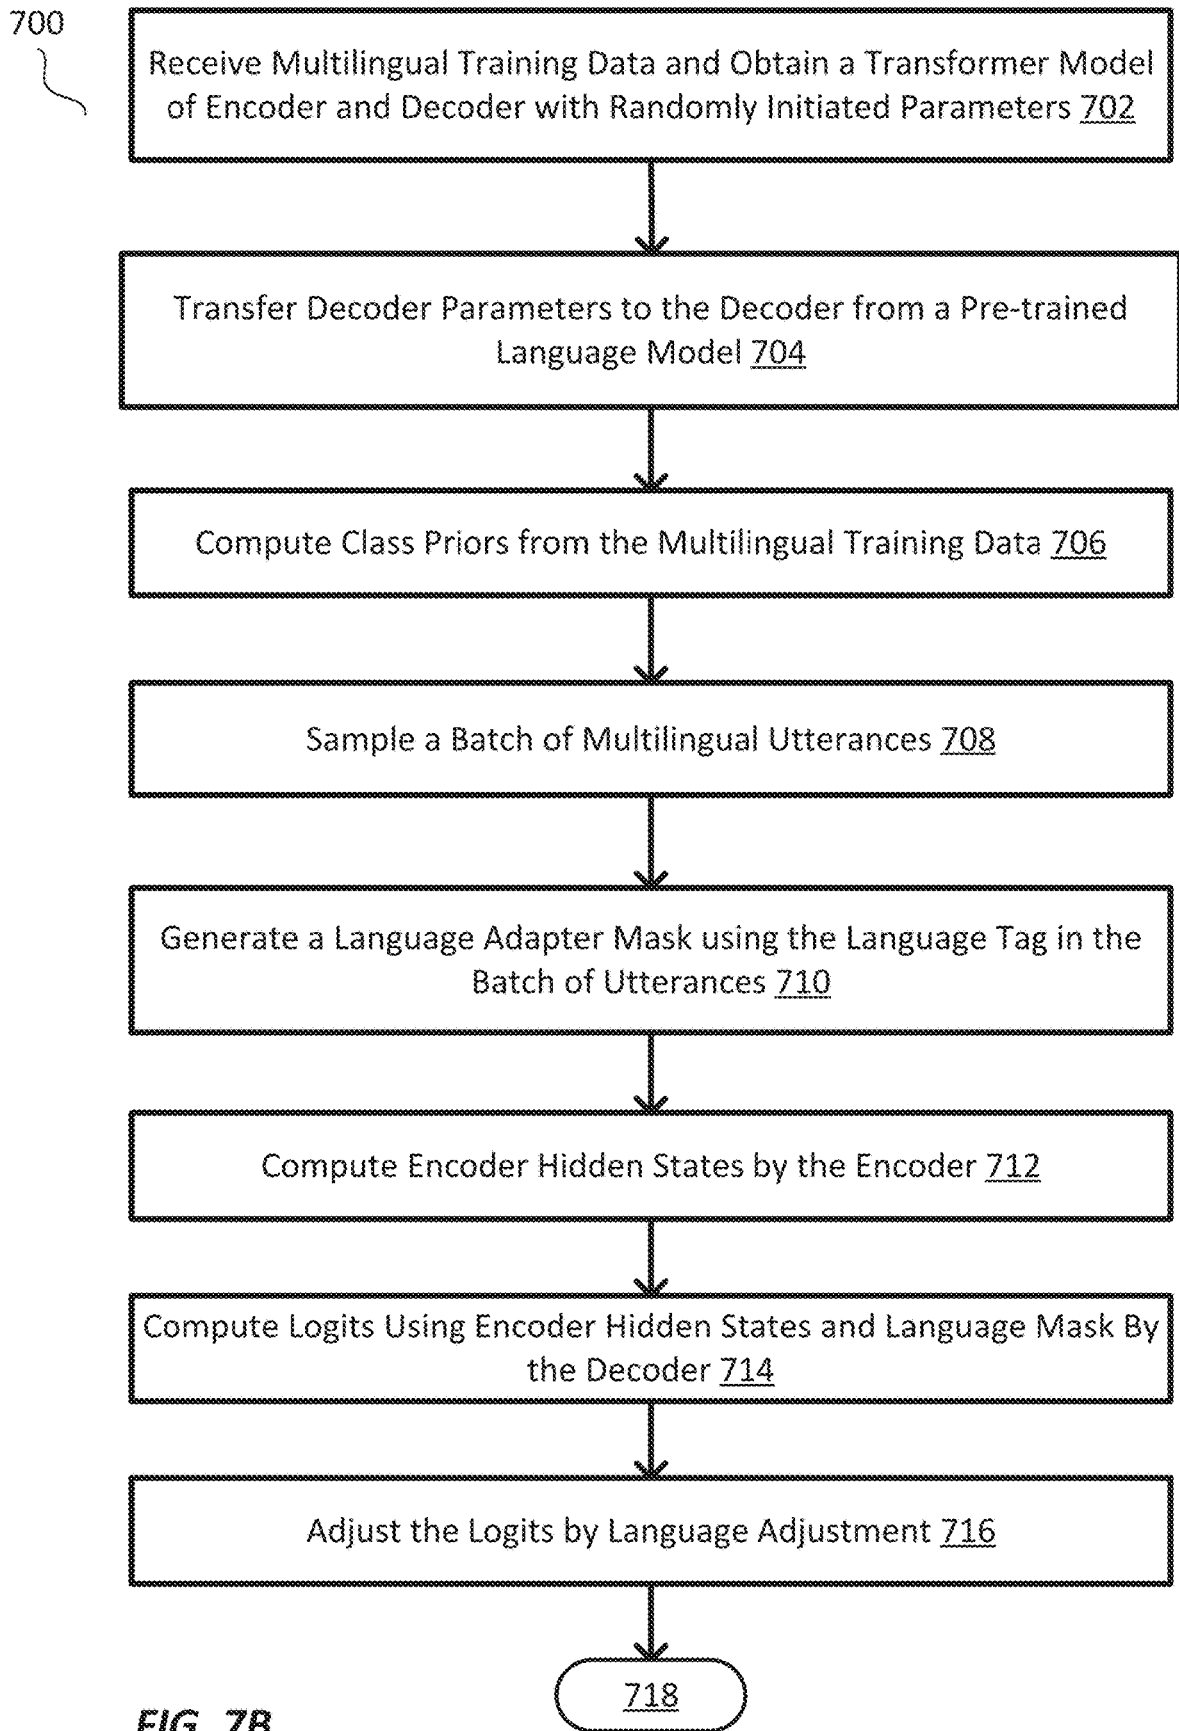 700
Receive Multilingual Training Data and Obtain a Transformer Model
of Encoder and Decoder with Randomly Initiated Parameters 702
Transfer Decoder Parameters to the Decoder from a Pre-trained
Language Model 704
Compute Class Priors from the Multilingual Training Data 706
Sample a Batch of Multilingual Utterances 708
Generate a Language Adapter Mask using the Language Tag in the
Batch of Utterances 710
Compute Encoder Hidden States by the Encoder 712
Compute Logits Using Encoder Hidden States and Language Mask By
the Decoder 714
Adjust the Logits by Language Adjustment 716
718
FIG. 7B